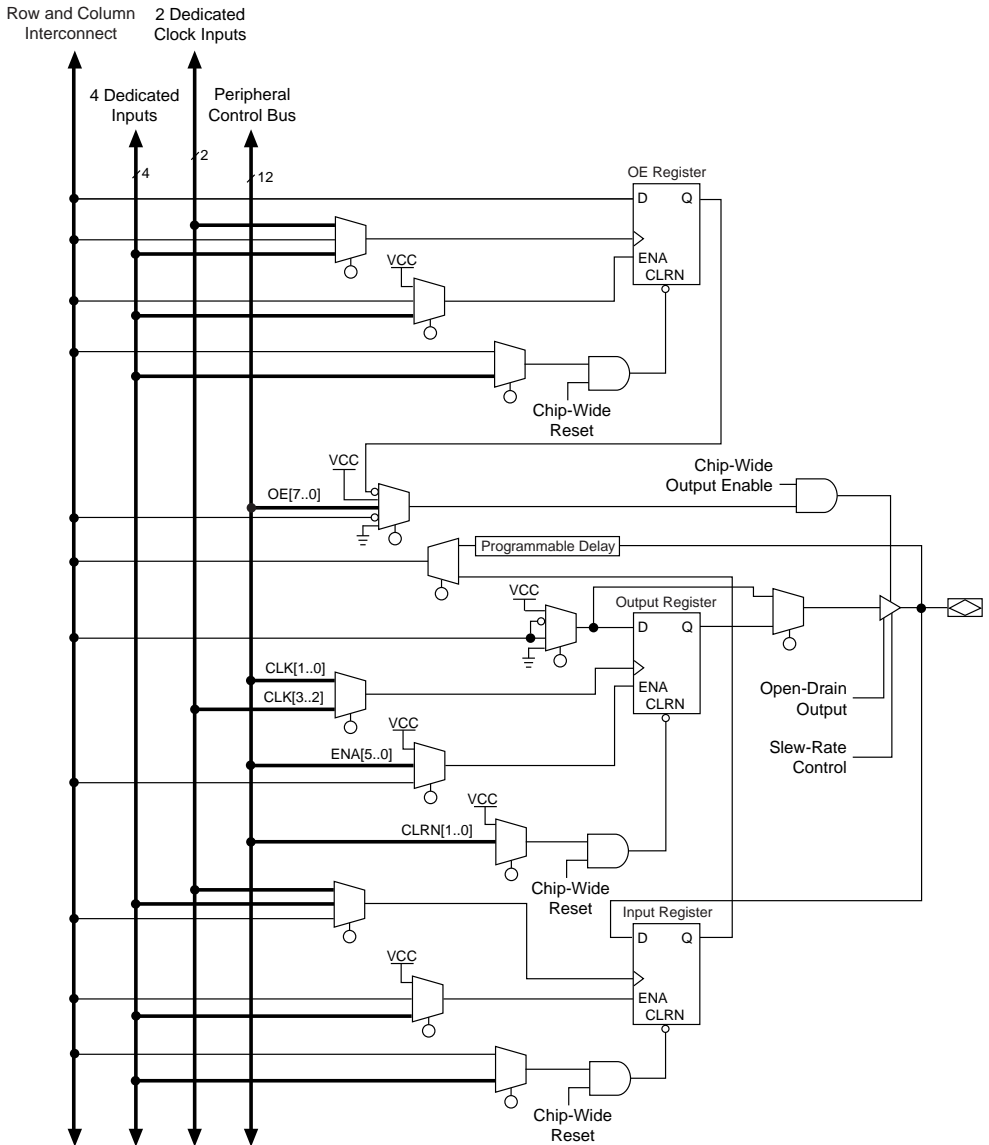 Row and Column
Interconnect
2 Dedicated
Clock Inputs
4 Dedicated
Inputs
Peripheral
Control Bus
2
4
12
OE Register
D Q
ENA
CLRN
VCC
Chip-Wide
Reset
VCC
OE[7..0]
Chip-Wide
Output Enable
Programmable Delay
VCC
Output Register
D Q
ENA
CLRN
CLK[1..0]
CLK[3..2]
Open-Drain
Output
VCC
ENA[5..0]
Slew-Rate
Control
VCC
CLRN[1..0]
Chip-Wide
Reset
Input Register
D Q
ENA
CLRN
VCC
Chip-Wide
Reset